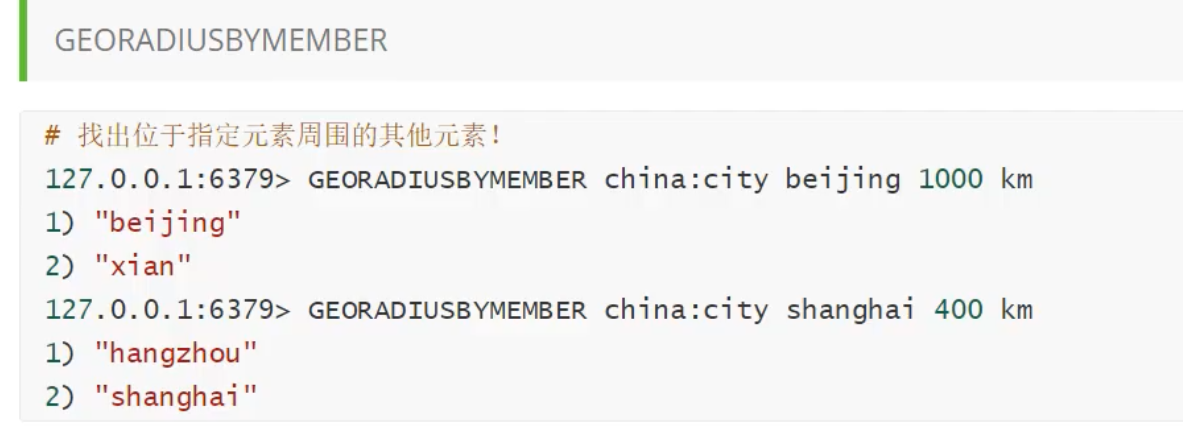 GEORADIUSBYMEMBER
# 找出位于指定元素周围的其他元素!
127.0.0.1:6379> GEORADIUSBYMEMBER china:city beijing 1000 km
1) "beijing"
2) "xian"
127.0.0.1:6379> GEORADIUSBYMEMBER china:city shanghai 400 km
1) "hangzhou"
2) "shanghai"